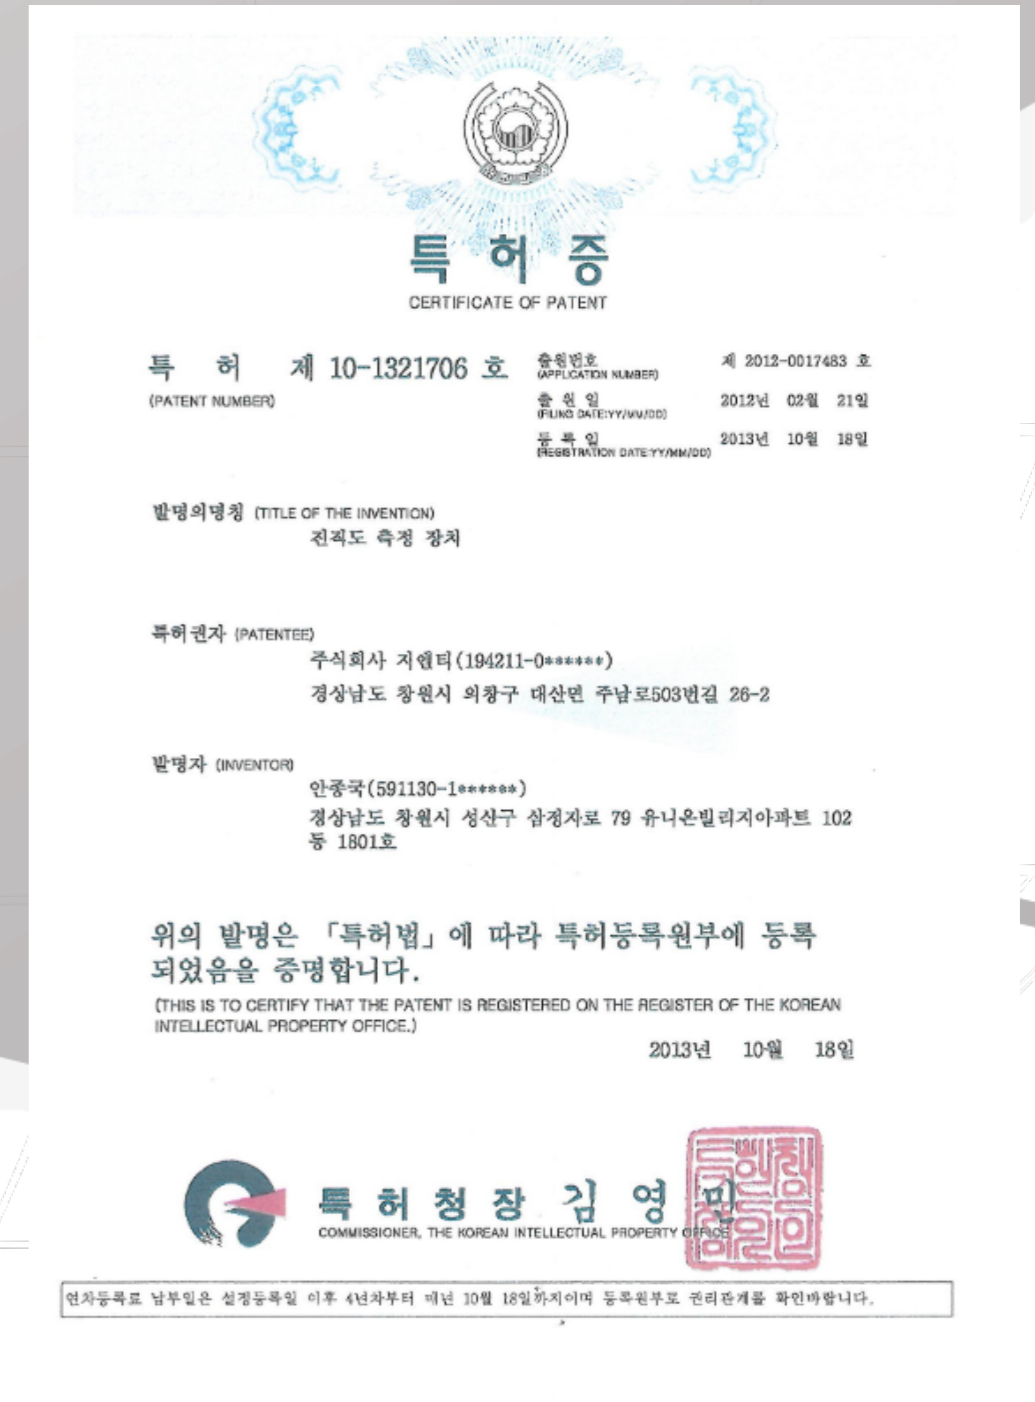 특 허 증
CERTIFICATE OF PATENT
특 허 제 10-1321706 호
(PATENT NUMBER)
출원번호 제 2012-0017483 호
(APPLICATION NUMBER)
출 원 일 2012년 02월 21일
(FILING DATE:YY/MM/DD)
등 록 일 2013년 10월 18일
(REGISTRATION DATE:YY/MM/DD)
발명의명칭 (TITLE OF THE INVENTION)
진직도 측정 장치
특허권자 (PATENTEE)
주식회사 지엔티(194211-0******)
경상남도 창원시 의창구 대산면 주남로503번길 26-2
발명자 (INVENTOR)
안종국(591130-1******)
경상남도 창원시 성산구 삼정자로 79 유니온빌리지아파트 102
동 1801호
위의 발명은 「특허법」에 따라 특허등록원부에 등록
되었음을 증명합니다.
(THIS IS TO CERTIFY THAT THE PATENT IS REGISTERED ON THE REGISTER OF THE KOREAN
INTELLECTUAL PROPERTY OFFICE.)
2013년 10월 18일
특허청장 김영민
COMMISSIONER, THE KOREAN INTELLECTUAL PROPERTY OFFICE
연차등록료 납부일은 설정등록일 이후 4년차부터 매년 10월 18일까지이며 등록원부로 권리관계를 확인바랍니다.